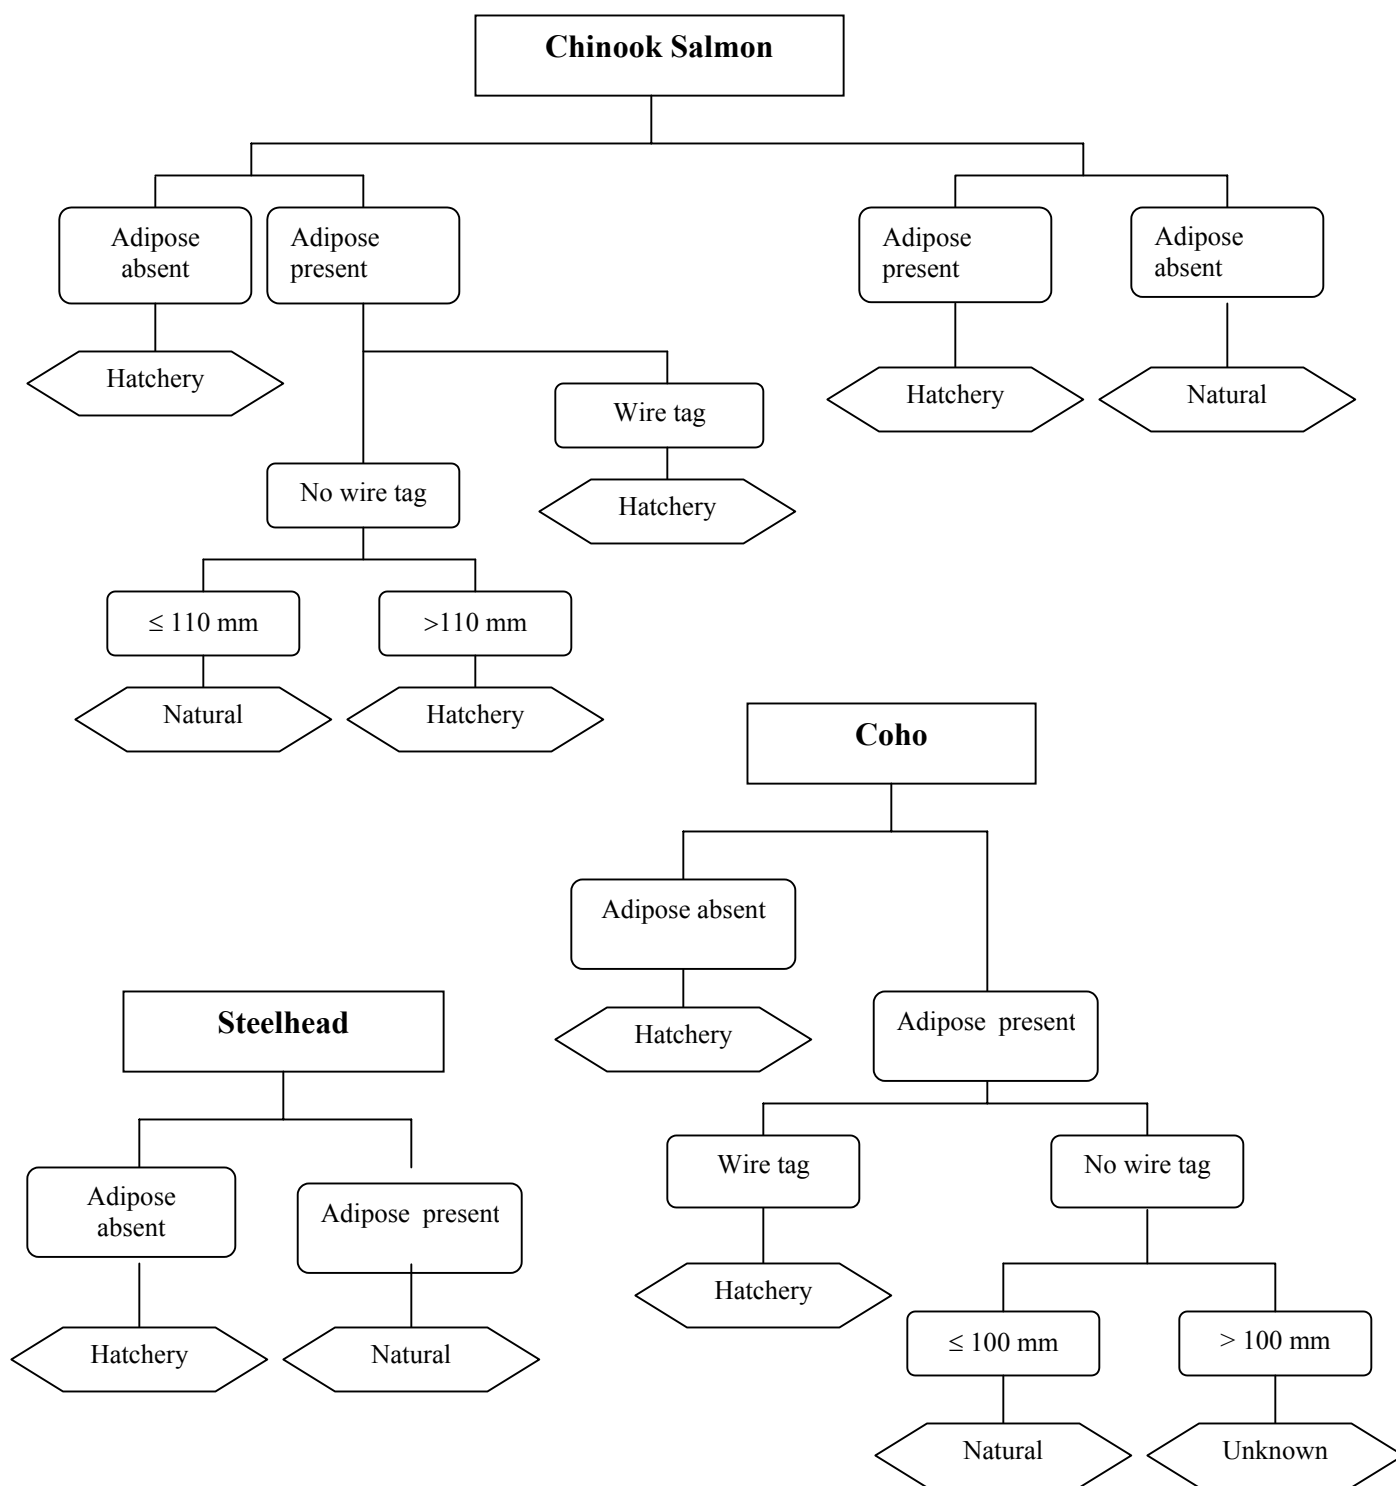 Chinook Salmon
Adipose
absent
Adipose
present
Adipose
present
Adipose
absent
Hatchery
Wire tag
Hatchery
Natural
No wire tag
Hatchery
≤ 110 mm
>110 mm
Natural
Hatchery
Coho
Adipose absent
Hatchery
Adipose present
Wire tag
No wire tag
Hatchery
≤ 100 mm
> 100 mm
Natural
Unknown
Steelhead
Adipose
absent
Adipose present
Hatchery
Natural